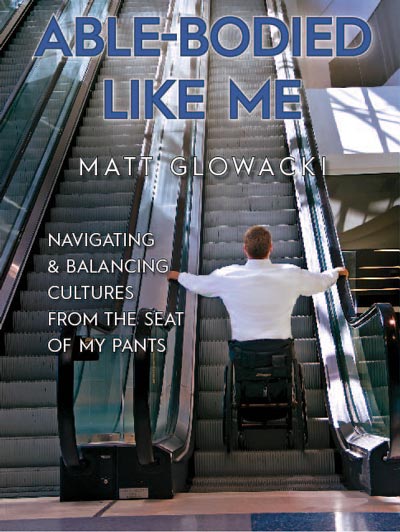 ABLE-BODIED
LIKE ME
MATT GLOWACKI
NAVIGATING
& BALANCING
CULTURES
FROM THE SEAT
OF MY PANTS